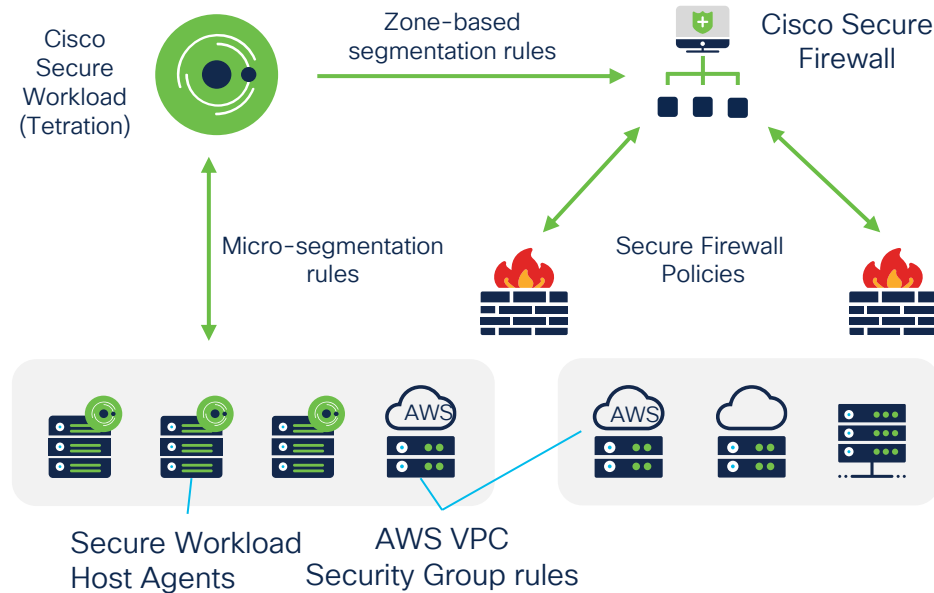 Cisco
Secure
Workload
(Tetration)
Zone-based
segmentation rules
Cisco Secure
Firewall
Micro-segmentation
rules
Secure Firewall
Policies
AWS
AWS
Secure Workload
Host Agents
AWS VPC
Security Group rules